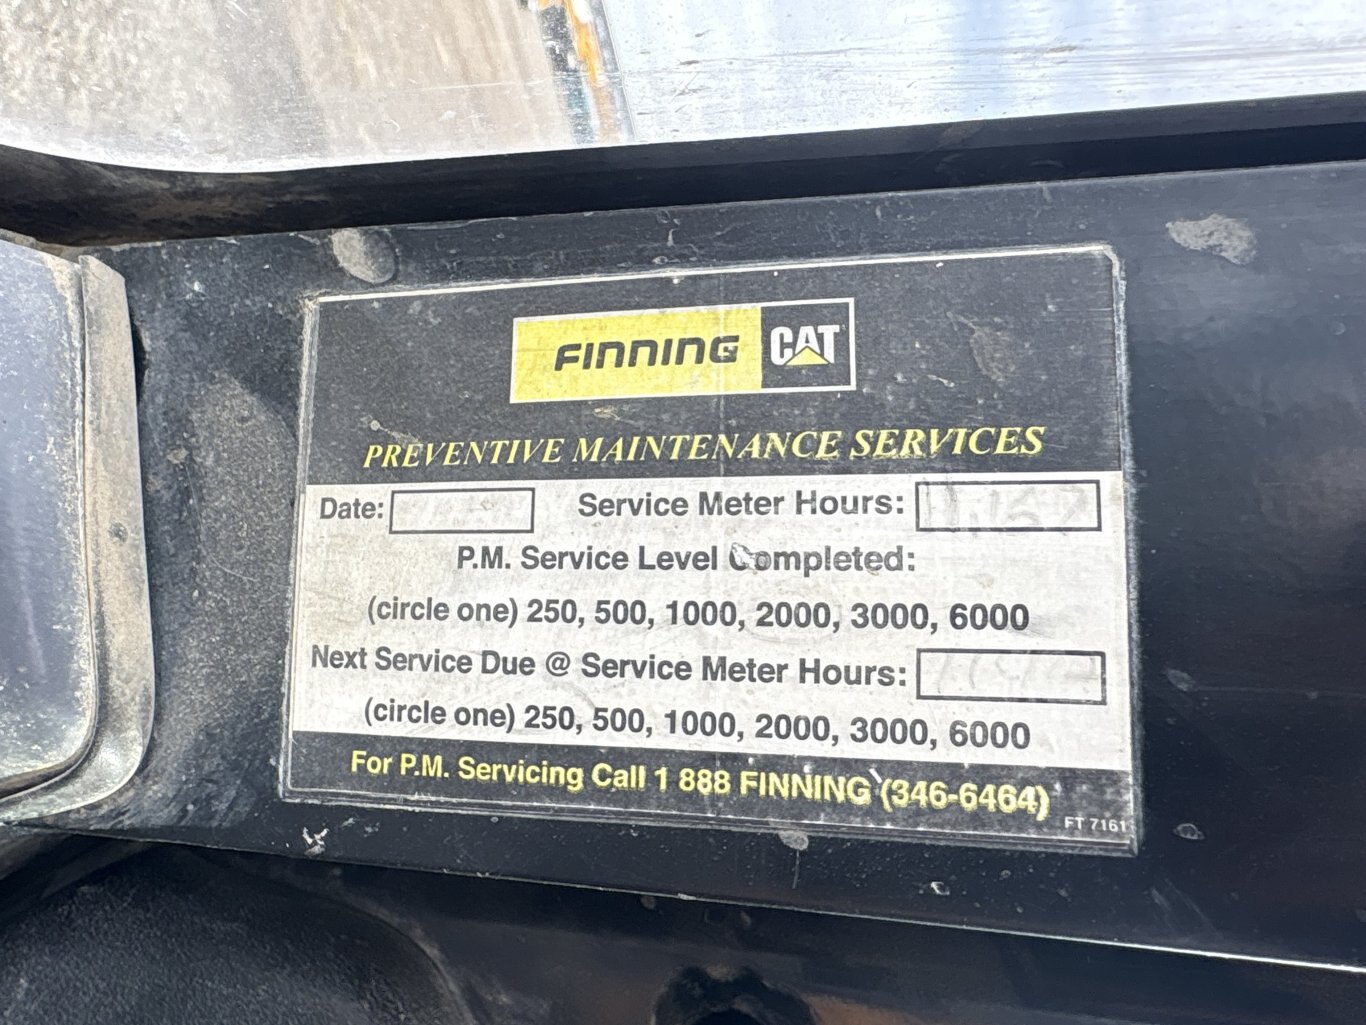 FINNING CAT
PREVENTIVE MAINTENANCE SERVICES
Date: Service Meter Hours:
P.M. Service Level Completed:
(circle one) 250, 500, 1000, 2000, 3000, 6000
Next Service Due @ Service Meter Hours:
(circle one) 250, 500, 1000, 2000, 3000, 6000
For P.M. Servicing Call 1 888 FINNING (346-6464)
FT 7161